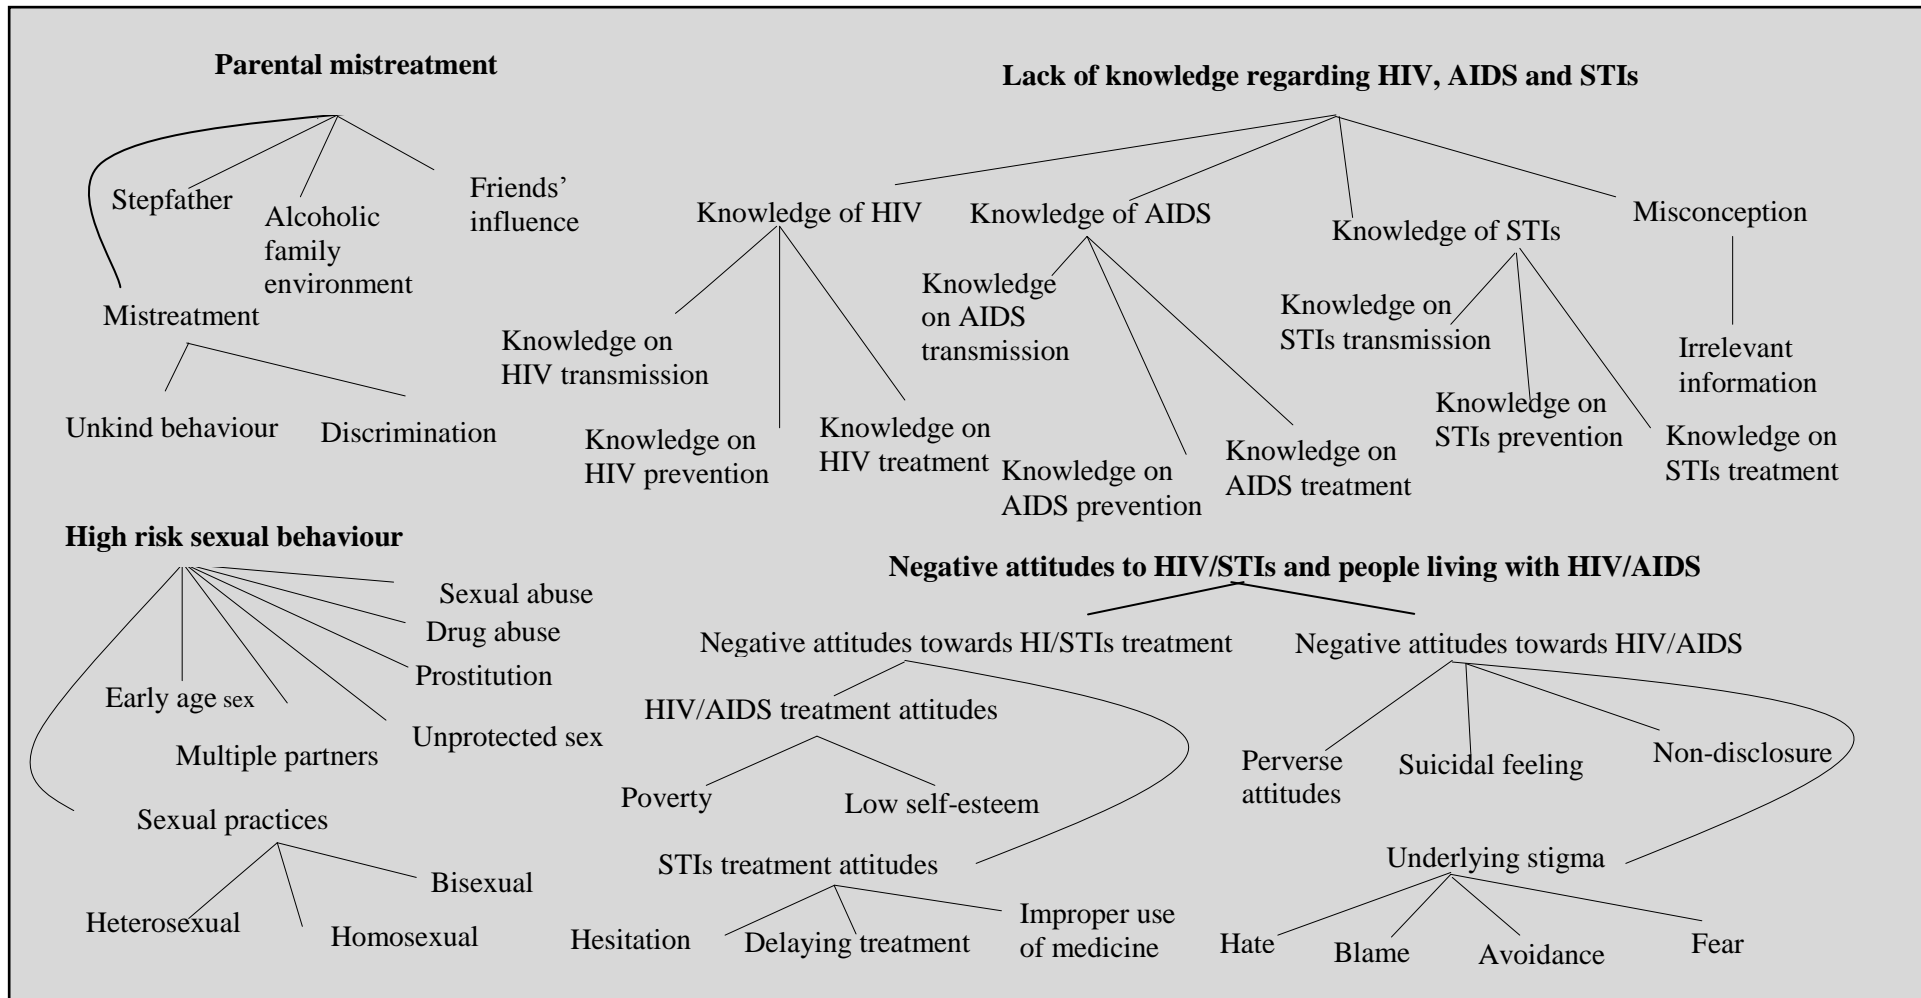 Parental mistreatment
Stepfather
Alcoholic
family
environment
Friends’
influence
Mistreatment
Unkind behaviour
Discrimination
Lack of knowledge regarding HIV, AIDS and STIs
Knowledge of HIV
Knowledge on
HIV transmission
Knowledge on
HIV prevention
Knowledge on
HIV treatment
Knowledge of AIDS
Knowledge
on AIDS
transmission
Knowledge on
AIDS prevention
Knowledge on
AIDS treatment
Knowledge of STIs
Knowledge on
STIs transmission
Knowledge on
STIs prevention
Knowledge on
STIs treatment
Misconception
Irrelevant
information
High risk sexual behaviour
Sexual abuse
Drug abuse
Prostitution
Early age sex
Unprotected sex
Multiple partners
Sexual practices
Bisexual
Heterosexual
Homosexual
Negative attitudes to HIV/STIs and people living with HIV/AIDS
Negative attitudes towards HI/STIs treatment
HIV/AIDS treatment attitudes
Poverty
Low self-esteem
STIs treatment attitudes
Hesitation
Delaying treatment
Improper use
of medicine
Negative attitudes towards HIV/AIDS
Perverse
attitudes
Suicidal feeling
Non-disclosure
Underlying stigma
Hate
Blame
Avoidance
Fear